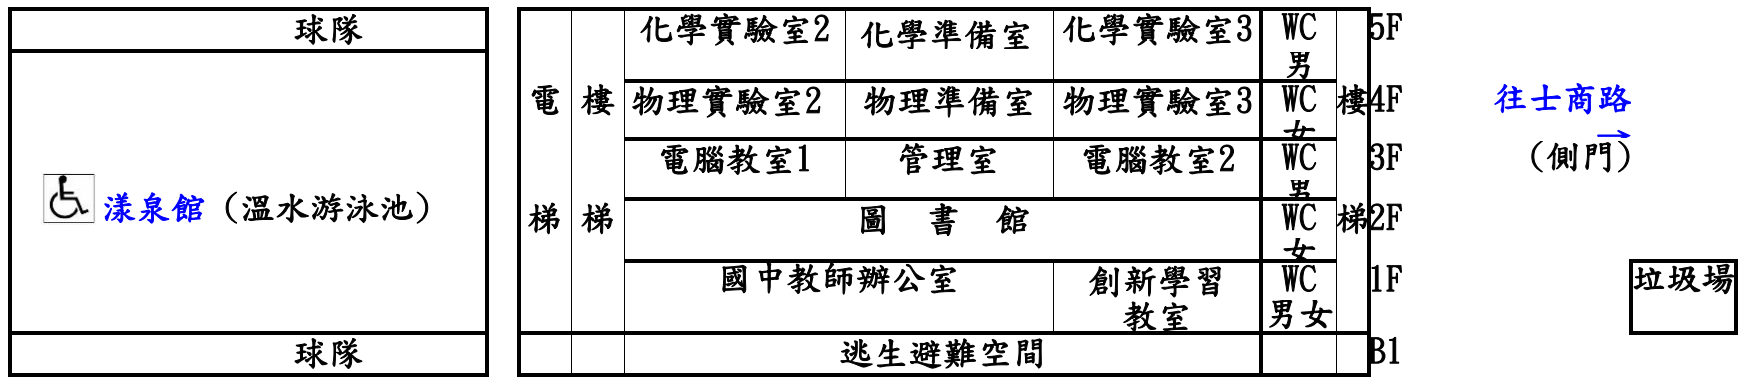 球隊
漾泉館（溫水游泳池）
球隊
電 樓 化學實驗室2 化學準備室 化學實驗室3 WC 男 樓 5F
物理實驗室2 物理準備室 物理實驗室3 WC 女 4F
電腦教室1 管理室 電腦教室2 WC 男 3F
梯 梯 圖 書 館 WC 女 梯 2F
國中教師辦公室 創新學習 WC 1F
教室 男女
逃生避難空間 B1
往士商路
→
（側門）
垃圾場